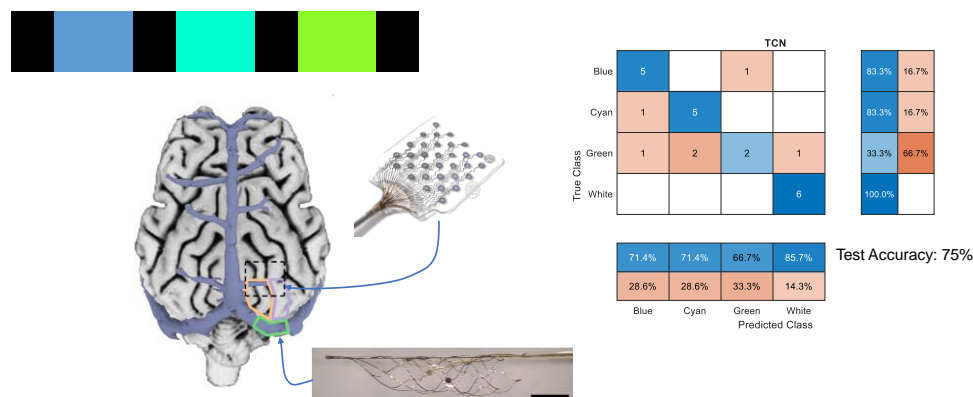 TCN
Blue 5 1 83.3% 16.7%
Cyan 1 5 83.3% 16.7%
Green 1 2 2 1 33.3% 66.7%
White 6 100.0%
True Class
71.4% 71.4% 66.7% 85.7%
28.6% 28.6% 33.3% 14.3%
Blue Cyan Green White
Predicted Class
Test Accuracy: 75%